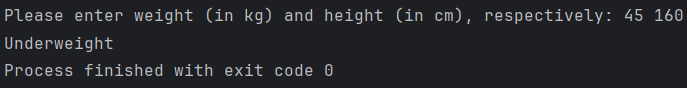 Please enter weight (in kg) and height (in cm), respectively: 45 160
Underweight
Process finished with exit code 0